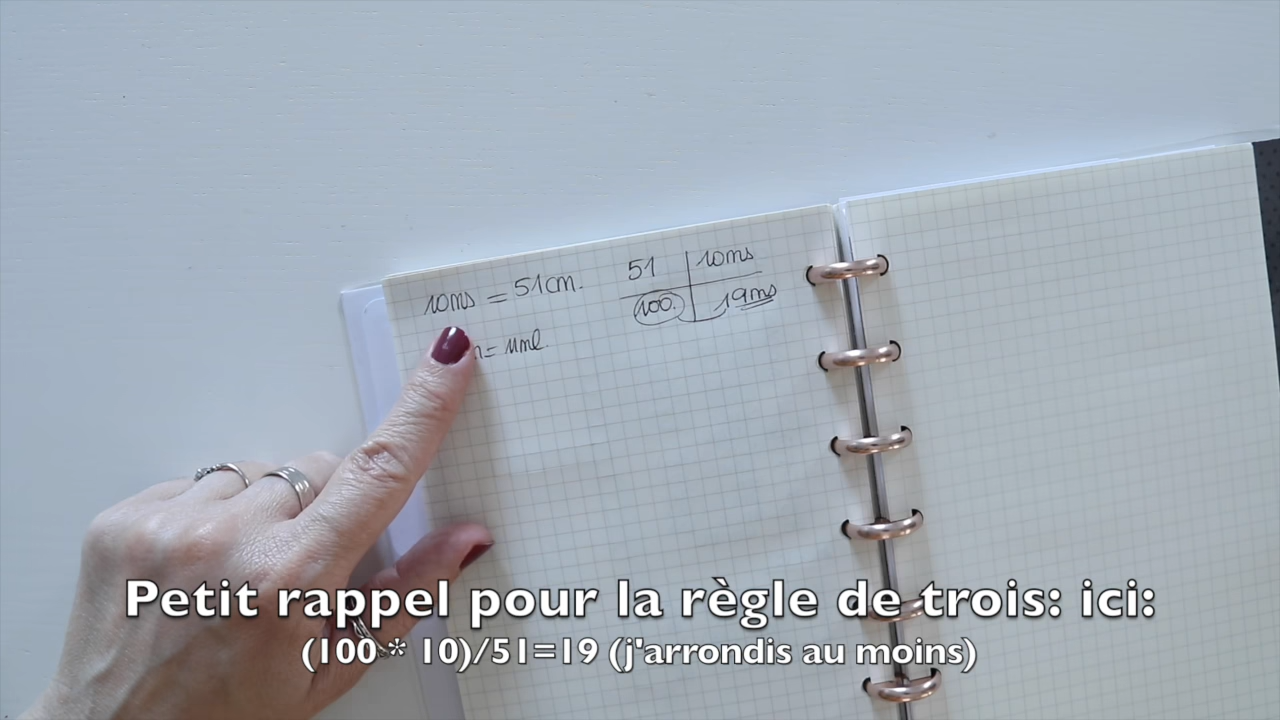 10ms = 51cm.
51 10ms
100. 19ms
Petit rappel pour la règle de trois: ici:
(100 * 10)/51=19 (j'arrondis au moins)